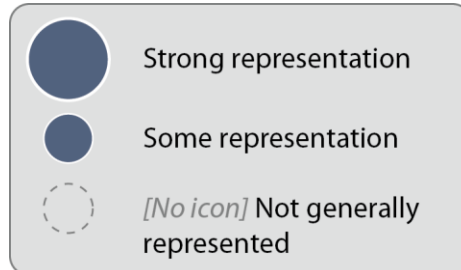 Strong representation
Some representation
[No icon] Not generally
represented